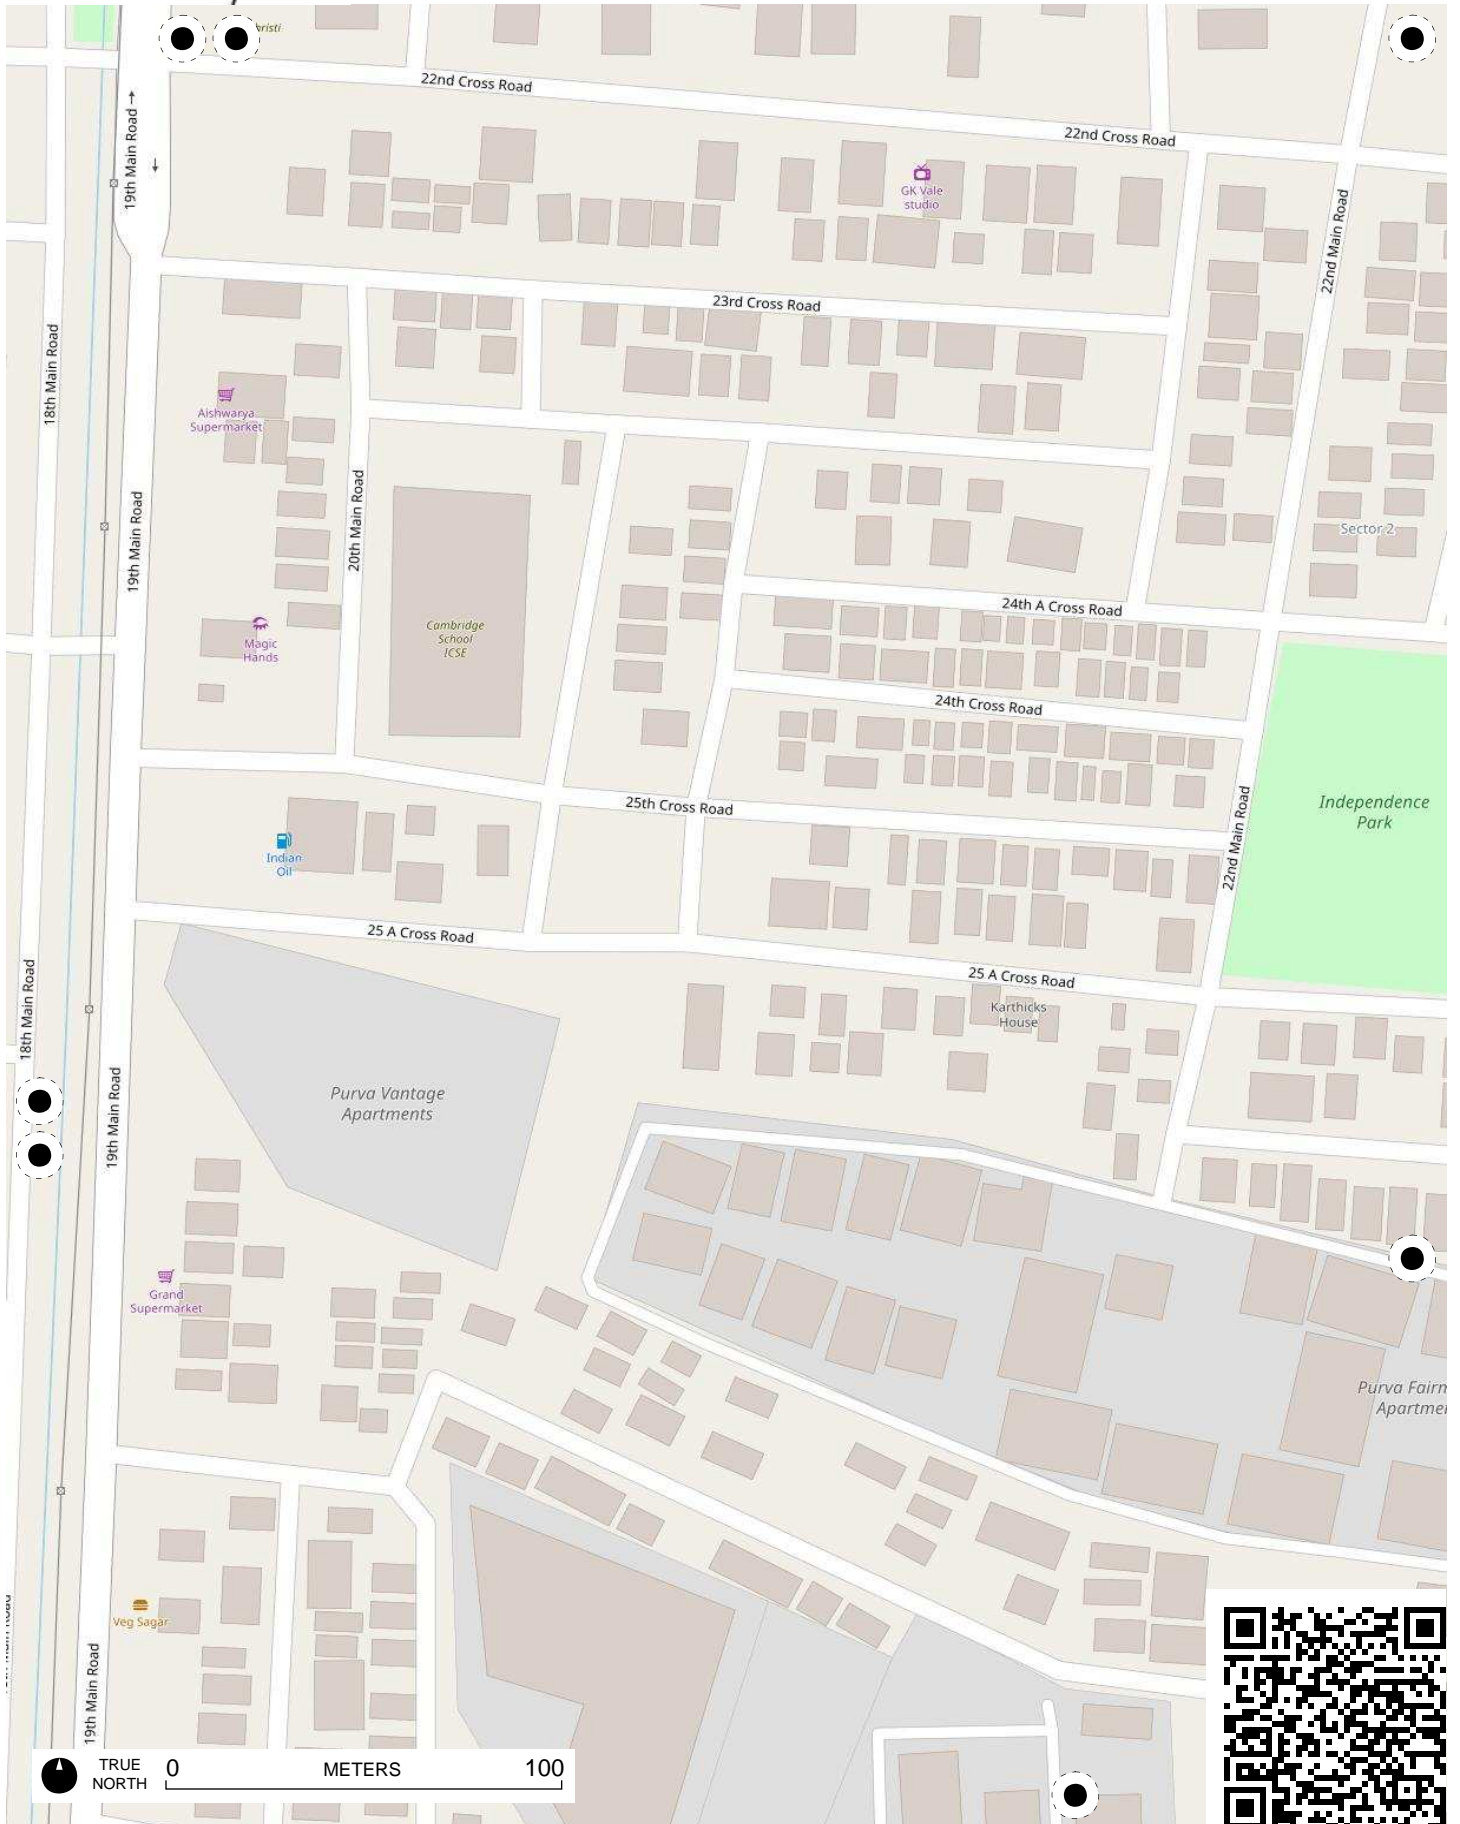 22nd Cross Road
22nd Cross Road
19th Main Road →
←
GK Vale
studio
22nd Main Road
23rd Cross Road
18th Main Road
Aishwarya
Supermarket
20th Main Road
19th Main Road
Sector 2
24th A Cross Road
Cambridge
School
ICSE
Magic
Hands
24th Cross Road
25th Cross Road
Independence
Park
22nd Main Road
Indian
Oil
25 A Cross Road
25 A Cross Road
18th Main Road
Karthicks
House
19th Main Road
Purva Vantage
Apartments
Grand
Supermarket
Purva Fairm
Apartme
Veg Sagar
19th Main Road
TRUE
NORTH
0 METERS 100